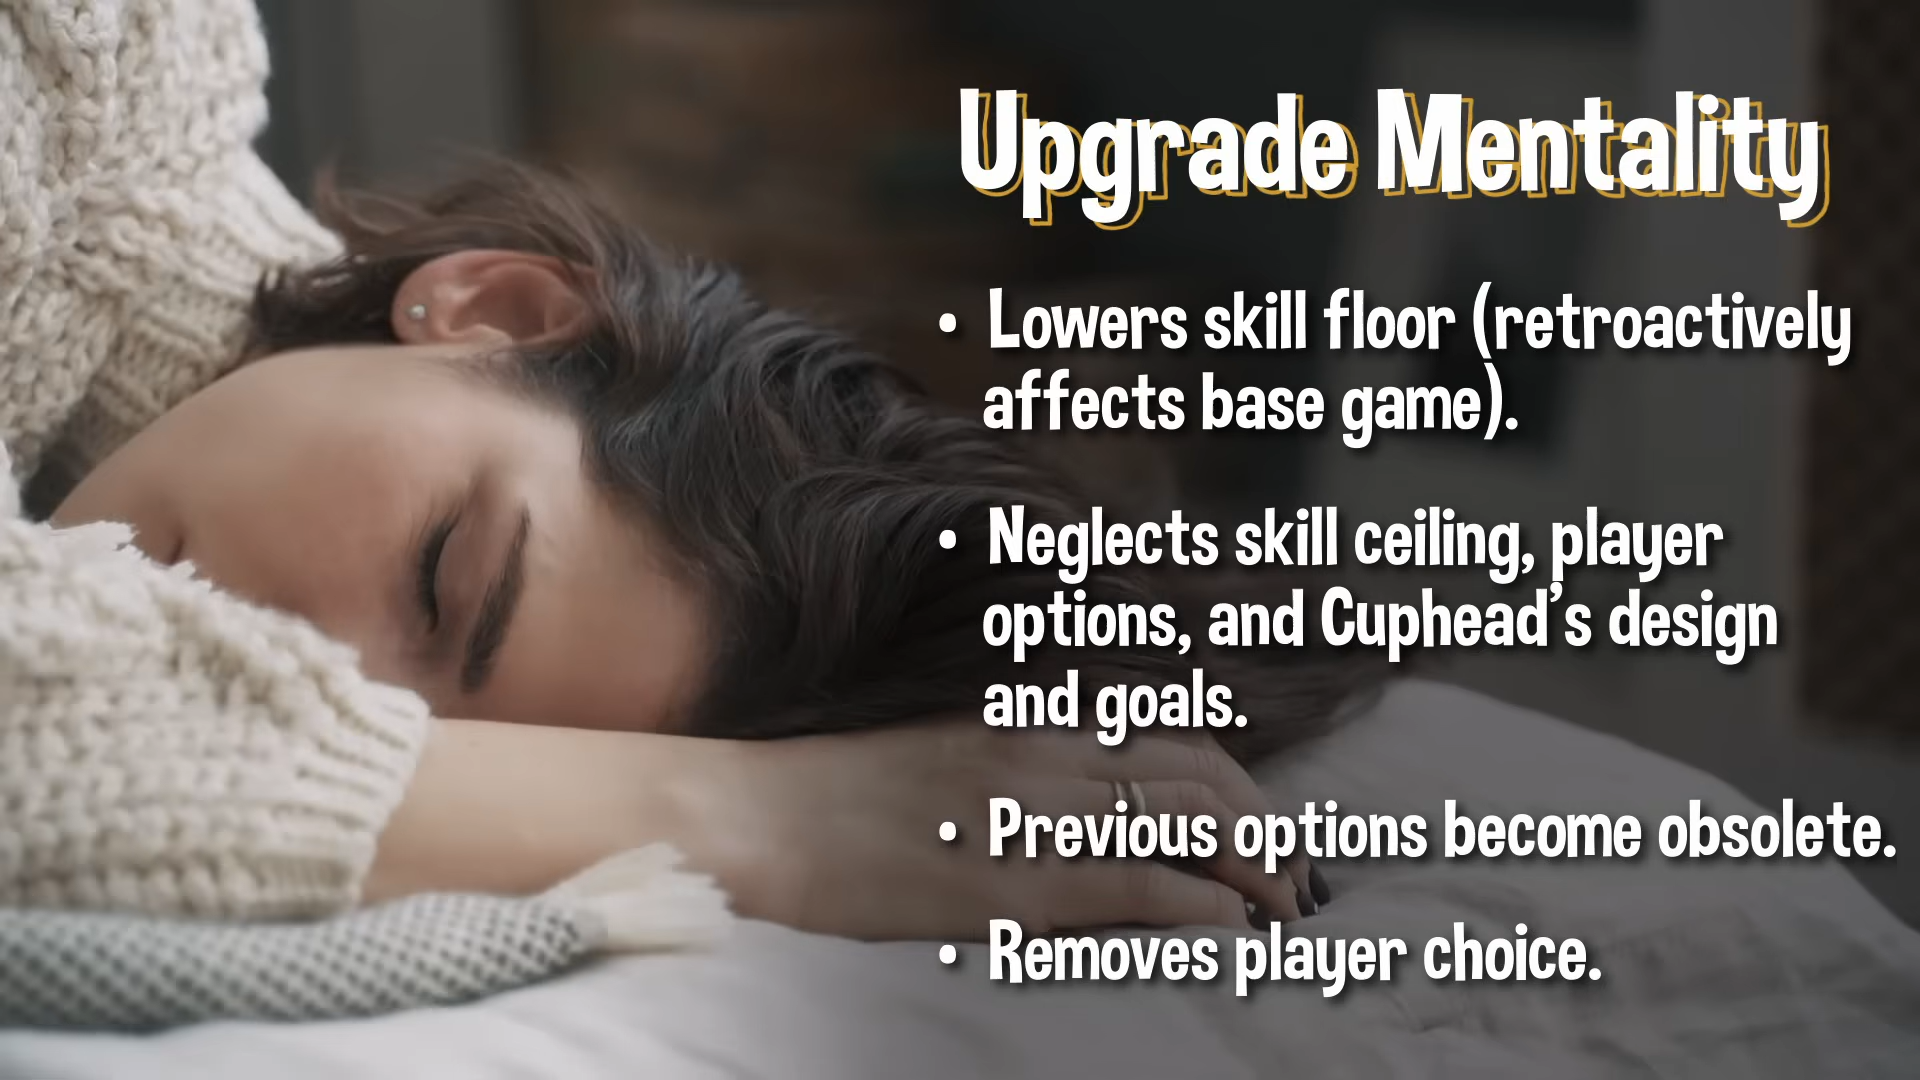 Upgrade Mentality
• Lowers skill floor (retroactively
affects base game).
• Neglects skill ceiling, player
options, and Cuphead’s design
and goals.
• Previous options become obsolete.
• Removes player choice.